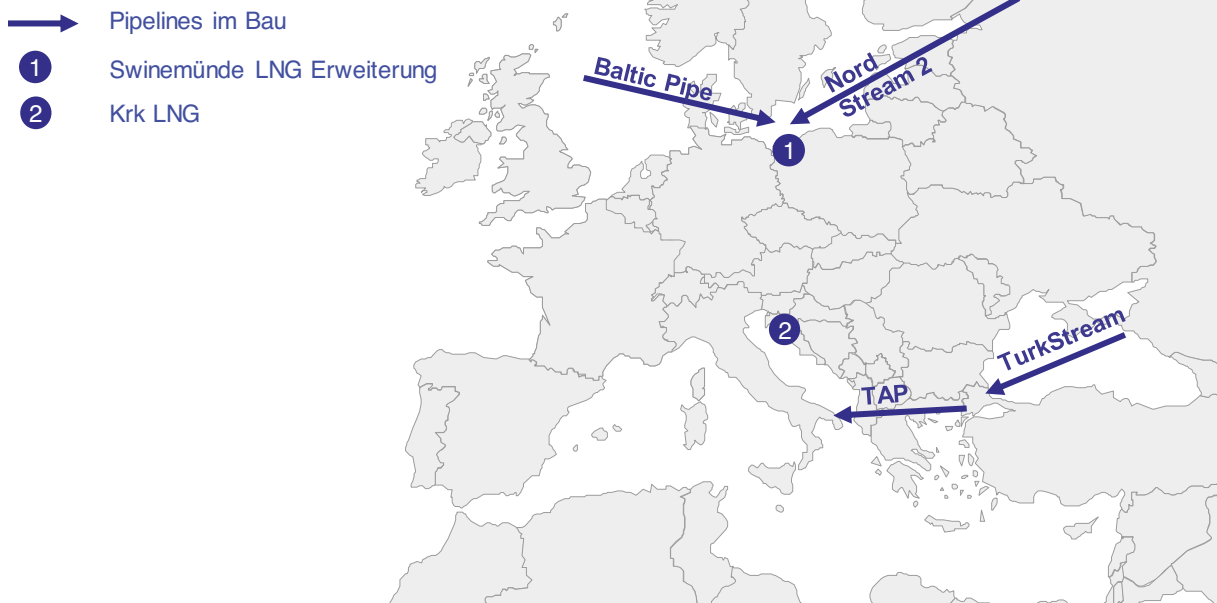 Pipelines im Bau
1 Swinemünde LNG Erweiterung
2 Krk LNG
Baltic Pipe
Nord
Stream 2
1
2
TurkStream
TAP